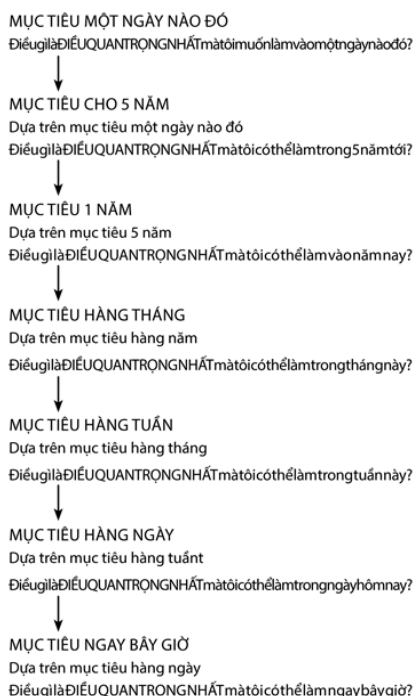 MỤC TIÊU MỘT NGÀY NÀO ĐÓ
ĐiềugìlàĐIỀUQUANTRỌNGNHẤTmàtôimuốnlàmvàomộtngàynàođó?
MỤC TIÊU CHO 5 NĂM
Dựa trên mục tiêu một ngày nào đó
ĐiềugìlàĐIỀUQUANTRỌNGNHẤTmàtôicóthểlàmtrong5nămtới?
MỤC TIÊU 1 NĂM
Dựa trên mục tiêu 5 năm
ĐiềugìlàĐIỀUQUANTRỌNGNHẤTmàtôicóthểlàmvàonămnay?
MỤC TIÊU HÀNG THÁNG
Dựa trên mục tiêu hàng năm
ĐiềugìlàĐIỀUQUANTRỌNGNHẤTmàtôicóthểlàmtrongthángnày?
MỤC TIÊU HÀNG TUẦN
Dựa trên mục tiêu hàng tháng
ĐiềugìlàĐIỀUQUANTRỌNGNHẤTmàtôicóthểlàmtrongtuầnnày?
MỤC TIÊU HÀNG NGÀY
Dựa trên mục tiêu hàng tuầnt
ĐiềugìlàĐIỀUQUANTRỌNGNHẤTmàtôicóthểlàmtrongngàyhômnay?
MỤC TIÊU NGAY BÂY GIỜ
Dựa trên mục tiêu hàng ngày
ĐiềugìlàĐIỀUQUANTRỌNGNHẤTmàtôicóthểlàmngaybâygiờ?